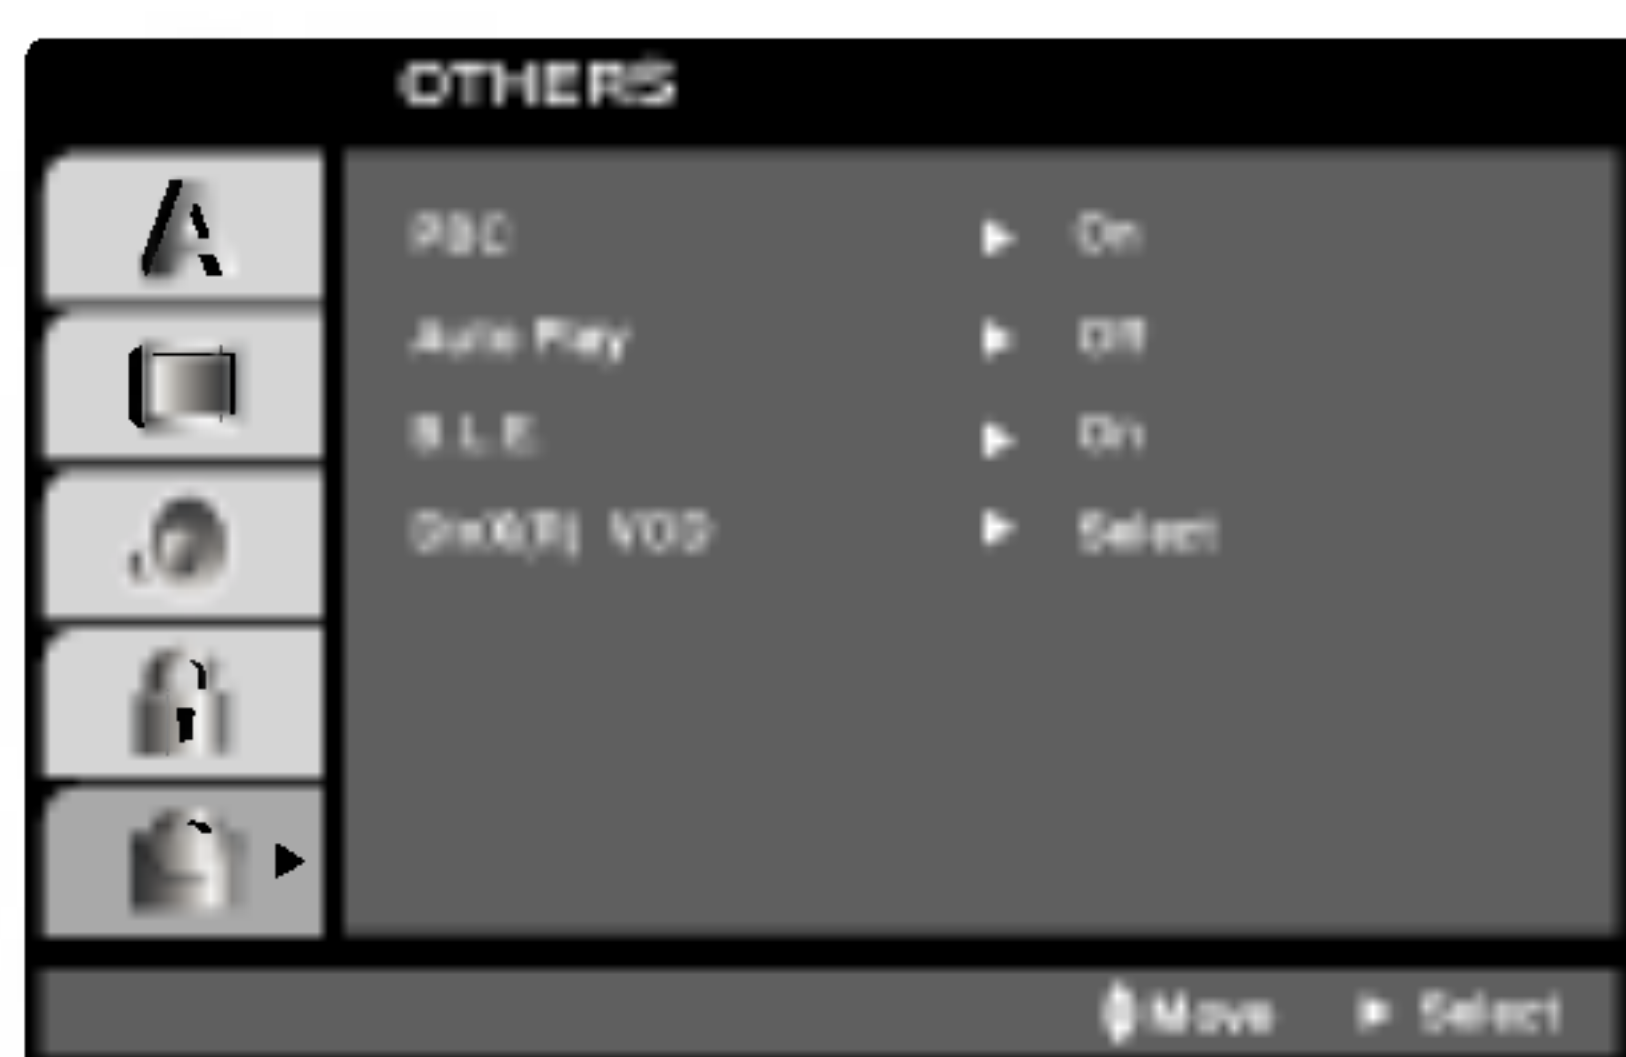 OTHERS
PBC ► On
Auto Play ► Off
B.L.E. ► On
DivX(R) VOD ► Select
Move ► Select